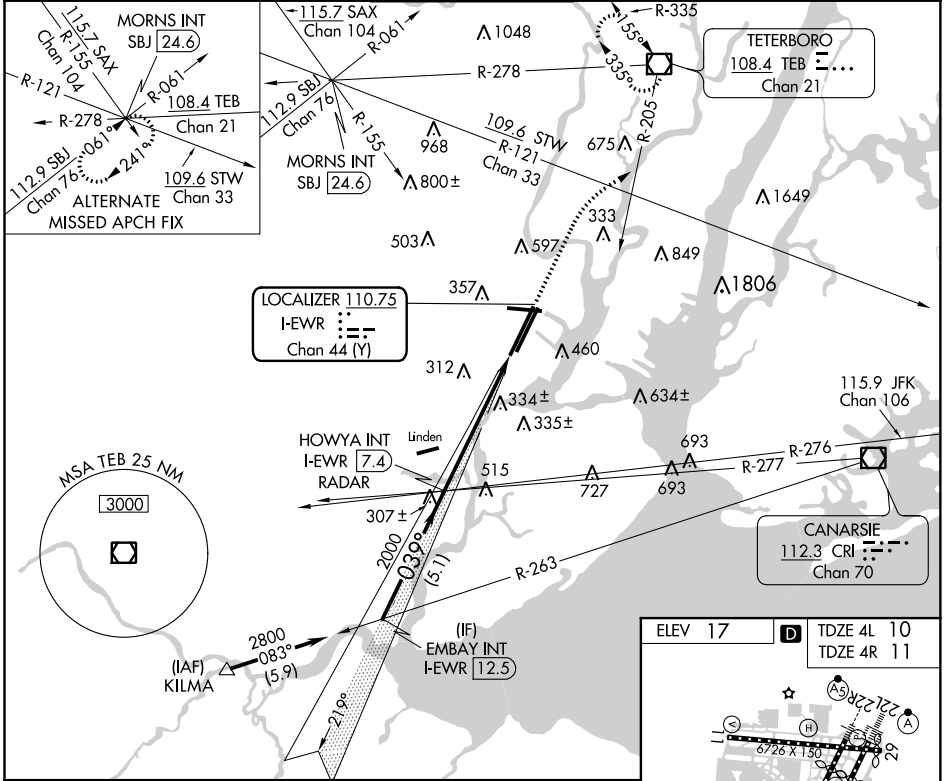 MORNS INT
SBJ 24.6
115.7 SAX
R-155
Chan 104
R-061
R-121
108.4 TEB
Chan 21
R-278
112.9 SBJ
Chan 76
061°
241°
109.6 STW
Chan 33
ALTERNATE
MISSED APCH FIX
115.7 SAX
Chan 104
R-061
1048
R-278
112.9 SBJ
Chan 76
R-155
MORNS INT
SBJ 24.6
968
800±
109.6 STW
R-121
Chan 33
155°
R-335
335°
TETERBORO
108.4 TEB
Chan 21
R-205
675
1649
333
503
597
849
1806
357
LOCALIZER 110.75
I-EWR
Chan 44 (Y)
460
312
334±
634±
335±
115.9 JFK
Chan 106
HOWYA INT
I-EWR 7.4
RADAR
Linden
693
R-276
R-277
515
727
693
307±
MSA TEB 25 NM
3000
2000
039°
(5.1)
R-263
CANARSIE
112.3 CRI
Chan 70
(IF)
EMBAY INT
I-EWR 12.5
2800
083°
(5.9)
(IAF)
KILMA
219°
ELEV 17
D
TDZE 4L 10
TDZE 4R 11
A5
22R
22L
A
V
H
P
11
6726 X 150
29